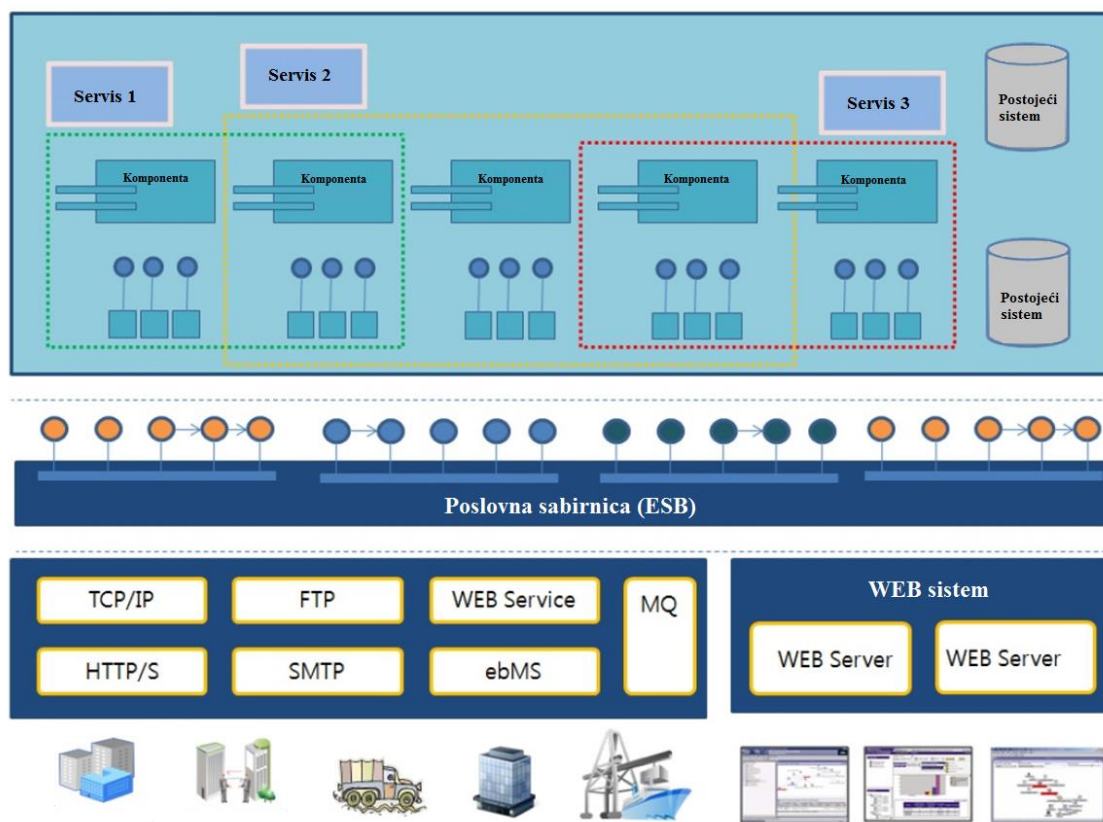 Servis 1
Servis 2
Servis 3
Postojeći
sistem
Komponenta
Komponenta
Komponenta
Komponenta
Komponenta
Postojeći
sistem
Poslovna sabirnica (ESB)
TCP/IP
FTP
WEB Service
MQ
HTTP/S
SMTP
ebMS
WEB sistem
WEB Server
WEB Server